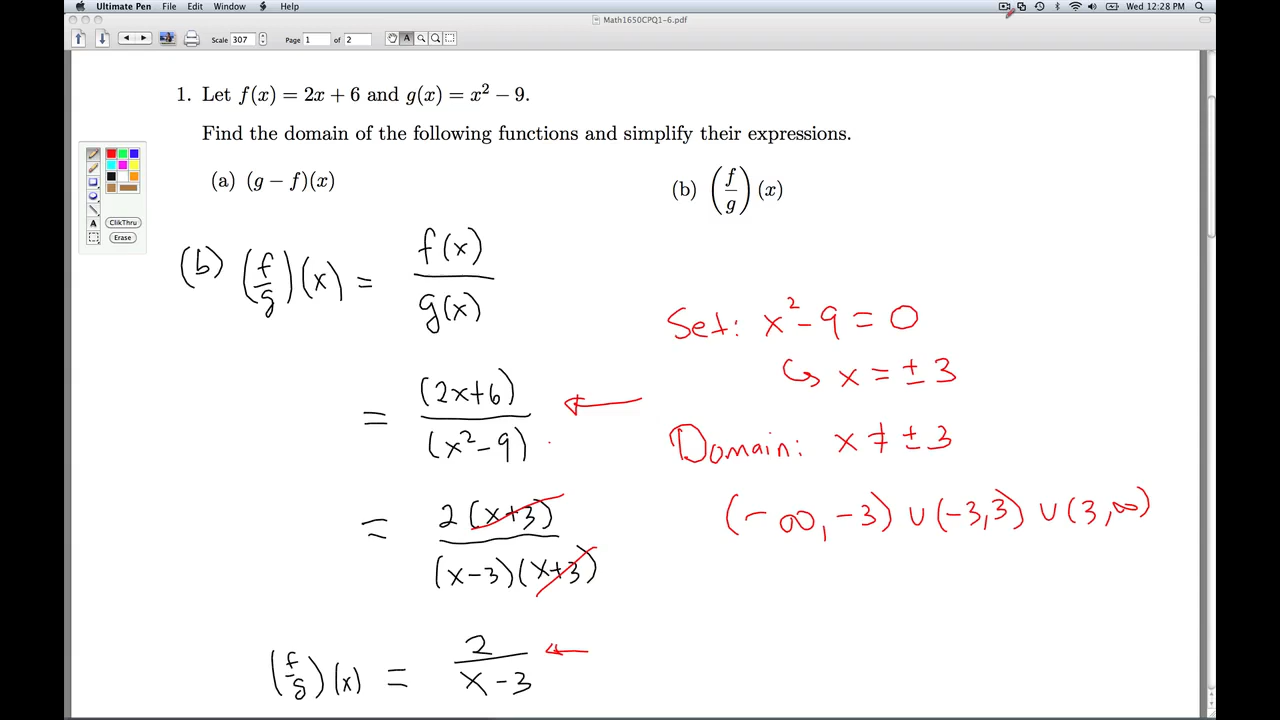 Ultimate Pen File Edit Window Help Wed 12:28 PM
Math1650CPQ1-6.pdf
Scale 307 Page 1 of 2 A
1. Let f(x) = 2x + 6 and g(x) = x² − 9.
Find the domain of the following functions and simplify their expressions.
(a) (g − f)(x)
(b) (f/g)(x)
A ClikThru
Erase
(b) (f/g)(x) = f(x)/g(x)
= (2x+6)/(x²−9)
= 2(x+3)/(x−3)(x+3)
(f/g)(x) = 2/(x−3)
Set: x²−9 = 0
↪ x = ±3
Domain: x ≠ ±3
(−∞, −3) ∪ (−3,3) ∪ (3,∞)